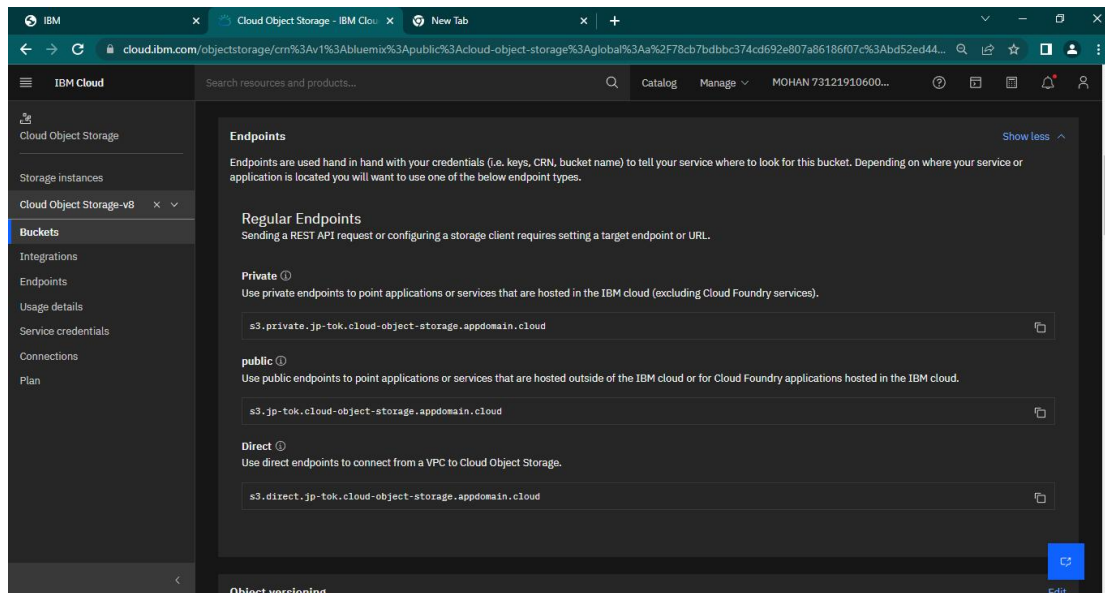 IBM
Cloud Object Storage - IBM Clou
New Tab
cloud.ibm.com/objectstorage/crn%3Av1%3Abluemix%3Apublic%3Acloud-object-storage%3Aglobal%3Aa%2F78cb7bdbbc374cd692e807a86186f07c%3Abd52ed44...
IBM Cloud
Search resources and products...
Catalog
Manage
MOHAN 73121910600...
Cloud Object Storage
Storage instances
Cloud Object Storage-v8
Buckets
Integrations
Endpoints
Usage details
Service credentials
Connections
Plan
Endpoints
Show less
Endpoints are used hand in hand with your credentials (i.e. keys, CRN, bucket name) to tell your service where to look for this bucket. Depending on where your service or
application is located you will want to use one of the below endpoint types.
Regular Endpoints
Sending a REST API request or configuring a storage client requires setting a target endpoint or URL.
Private
Use private endpoints to point applications or services that are hosted in the IBM cloud (excluding Cloud Foundry services).
s3.private.jp-tok.cloud-object-storage.appdomain.cloud
public
Use public endpoints to point applications or services that are hosted outside of the IBM cloud or for Cloud Foundry applications hosted in the IBM cloud.
s3.jp-tok.cloud-object-storage.appdomain.cloud
Direct
Use direct endpoints to connect from a VPC to Cloud Object Storage.
s3.direct.jp-tok.cloud-object-storage.appdomain.cloud
Object versioning
Edit